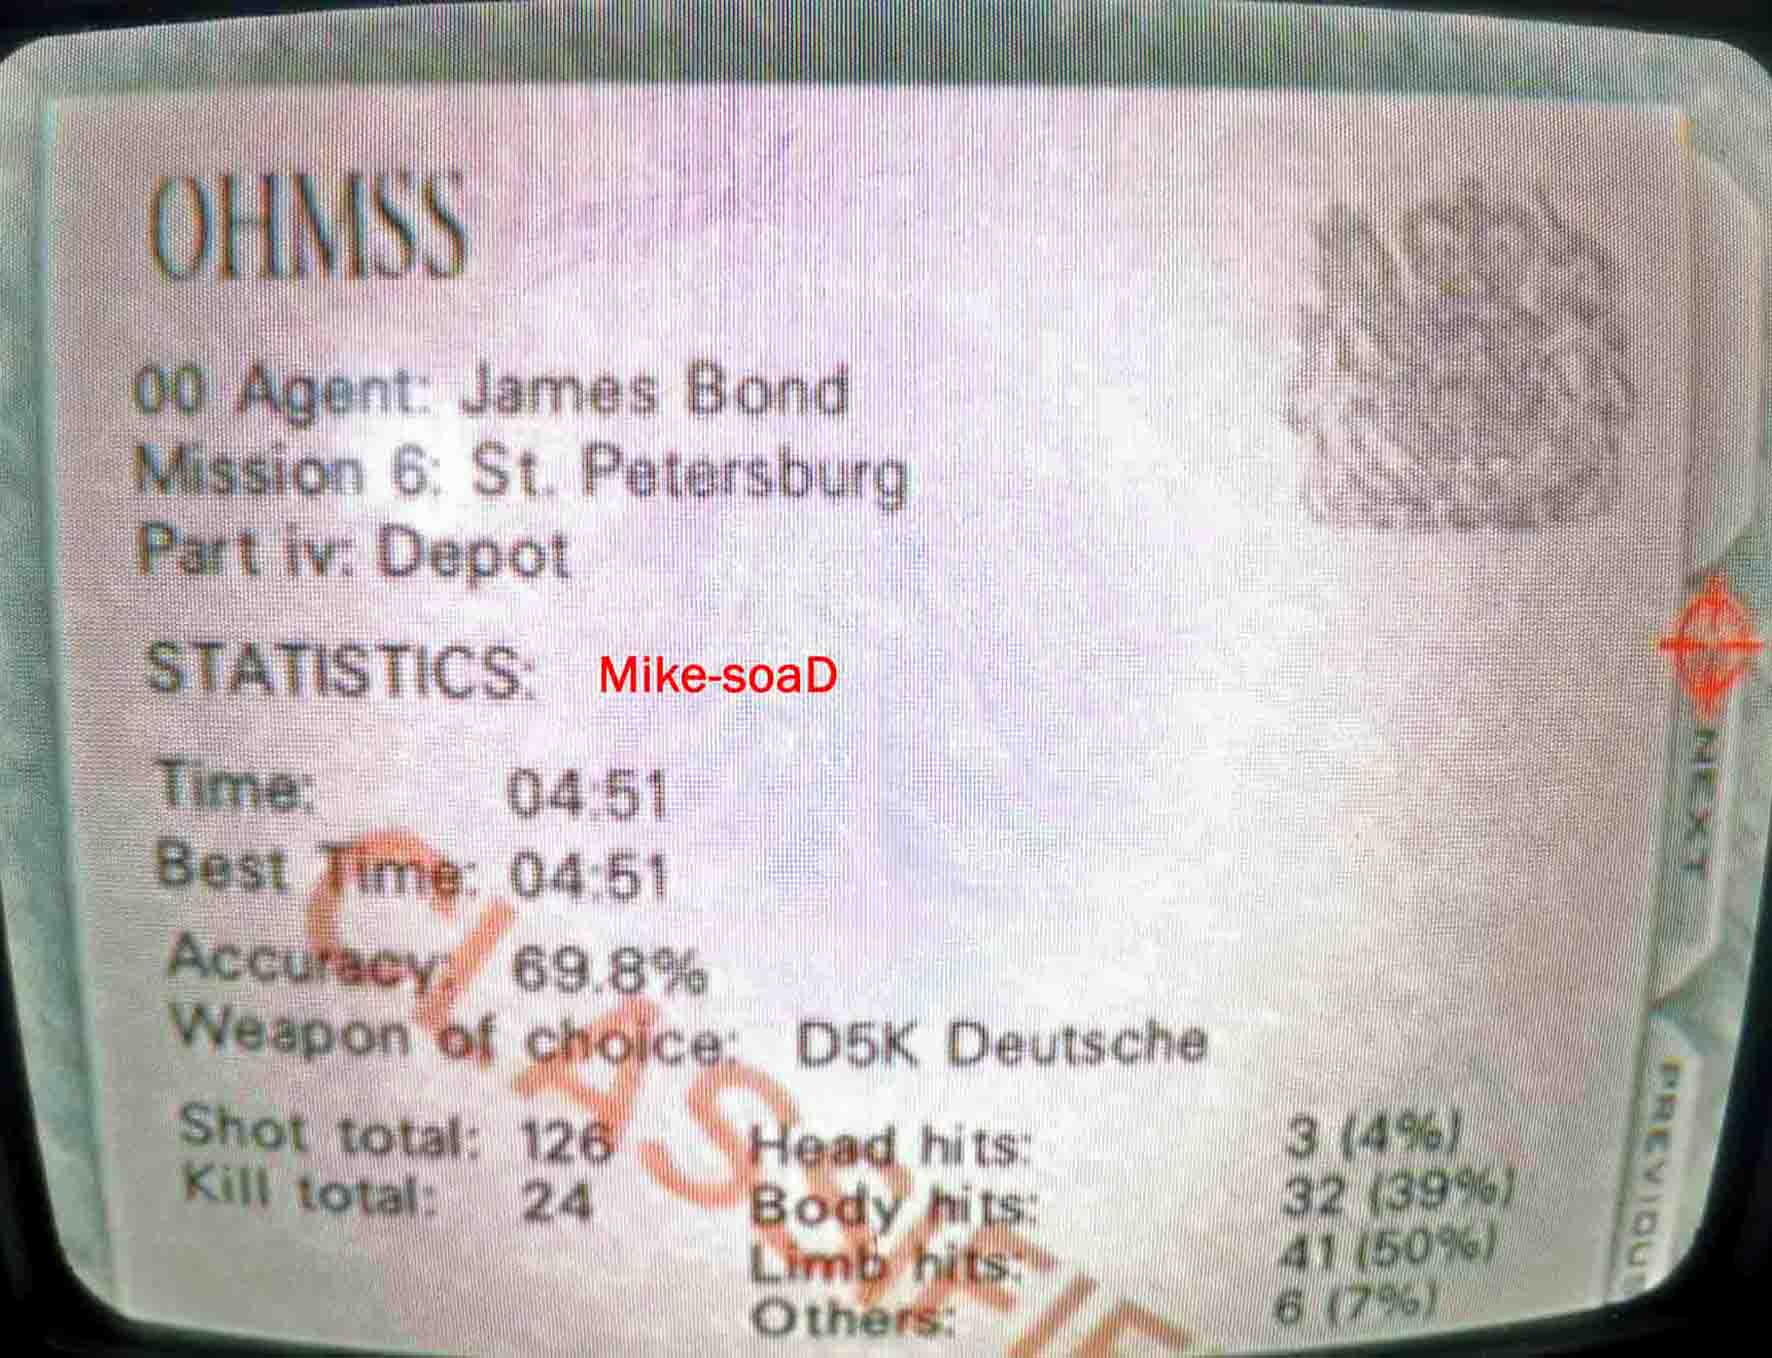 OHMSS
00 Agent: James Bond
Mission 6: St. Petersburg
Part iv: Depot
STATISTICS: Mike-soaD
Time: 04:51
Best Time: 04:51
Accuracy: 69.8%
Weapon of choice: D5K Deutsche
Shot total: 126 Head hits: 3 (4%)
Kill total: 24 Body hits: 32 (39%)
Limb hits: 41 (50%)
Others: 6 (7%)
CLASSIFIE
NEXT
PREVIOUS